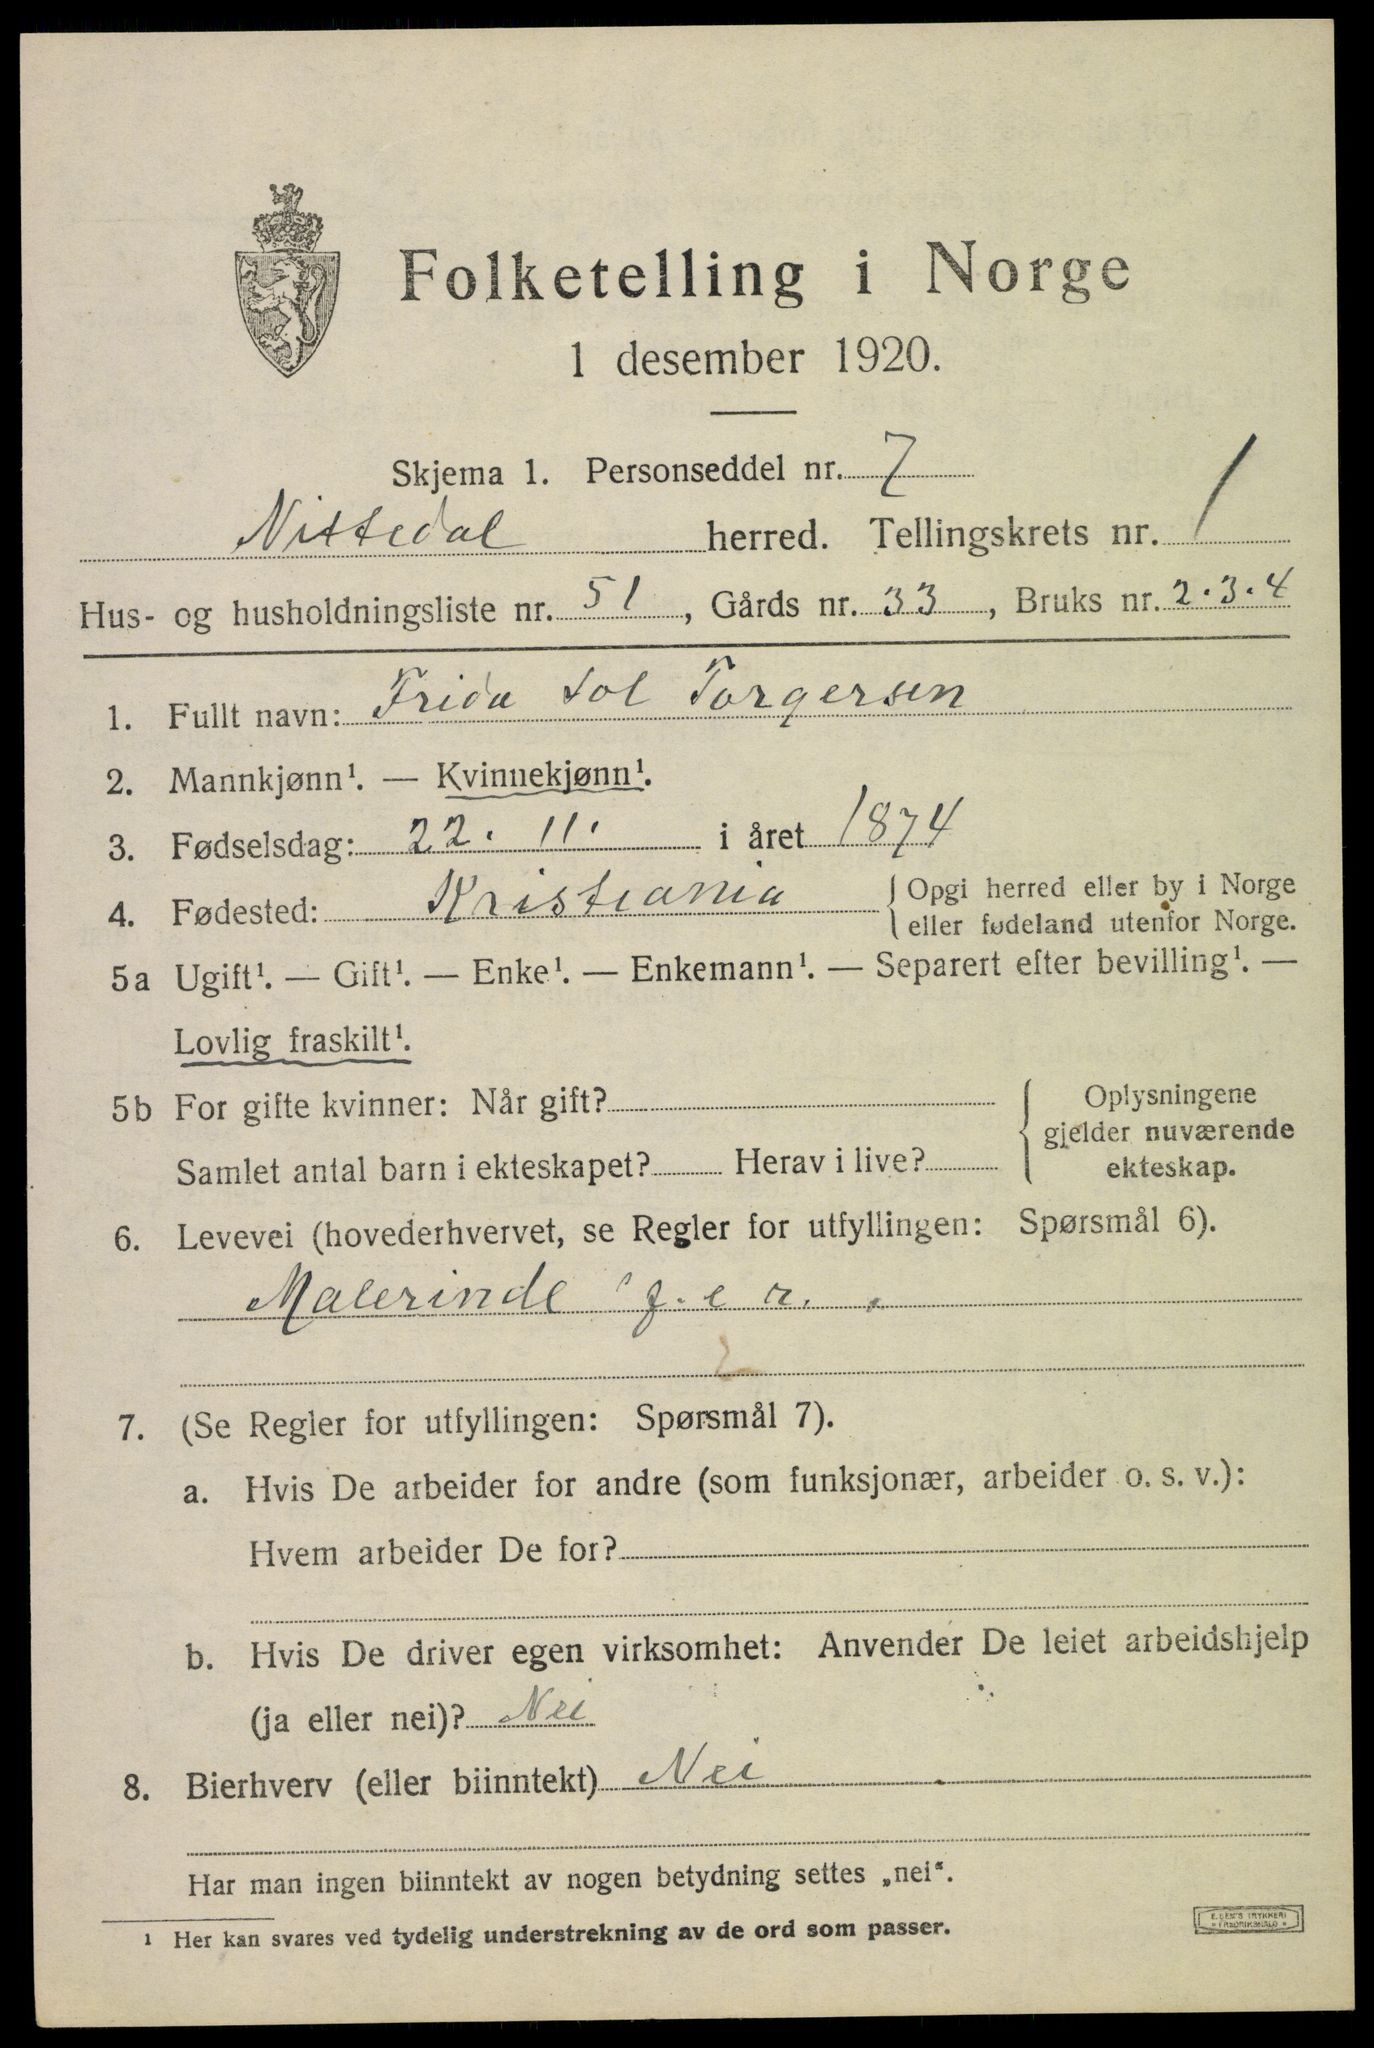 Folketelling i Norge
1 desember 1920.
Skjema 1. Personseddel nr. 7
Nittedal herred. Tellingskrets nr. 1
Hus- og husholdningsliste nr. 51, Gårds nr. 33, Bruks nr. 2.3.4
1. Fullt navn: Frida Sol Torgersen
2. Mannkjønn¹. — Kvinnekjønn¹.
3. Fødselsdag: 22. 11. i året 1874
4. Fødested: Kristiania { Opgi herred eller by i Norge
eller fødeland utenfor Norge.
5a Ugift¹. — Gift¹. — Enke¹. — Enkemann¹. — Separert efter bevilling¹. —
Lovlig fraskilt¹.
5b For gifte kvinner: Når gift?
Samlet antal barn i ekteskapet? Herav i live?
{ Oplysningene
gjelder nuværende
ekteskap.
6. Levevei (hovederhvervet, se Regler for utfyllingen: Spørsmål 6).
Malerinde f. e r.
7. (Se Regler for utfyllingen: Spørsmål 7).
a. Hvis De arbeider for andre (som funksjonær, arbeider o. s. v.):
Hvem arbeider De for?
b. Hvis De driver egen virksomhet: Anvender De leiet arbeidshjelp
(ja eller nei)? Nei
8. Bierhverv (eller biinntekt) Nei
Har man ingen biinntekt av nogen betydning settes „nei“.
¹ Her kan svares ved tydelig understrekning av de ord som passer.
E. SEM'S TRYKKERI
FREDRIKSHALD